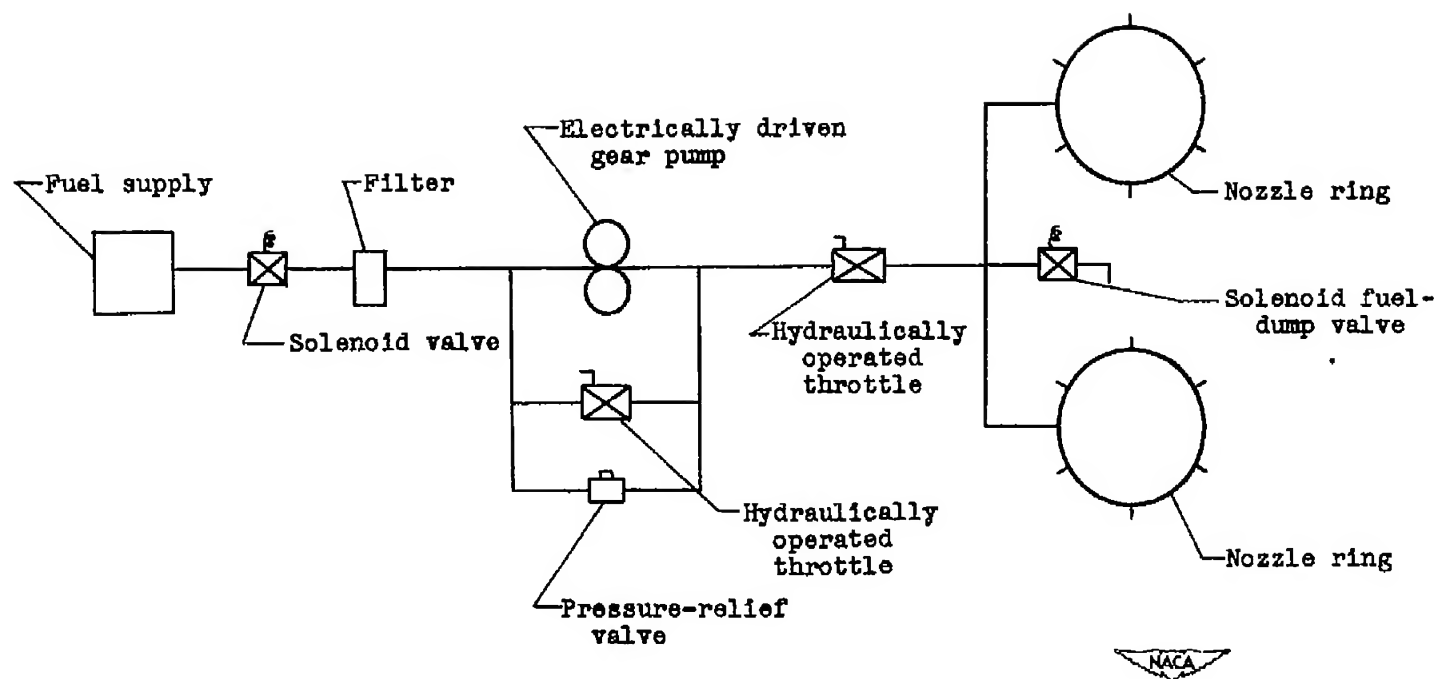 Electrically driven
gear pump
Fuel supply
Filter
Nozzle ring
Solenoid valve
Hydraulically
operated
throttle
Solenoid fuel-
dump valve
Hydraulically
operated
throttle
Nozzle ring
Pressure-relief
valve
NACA